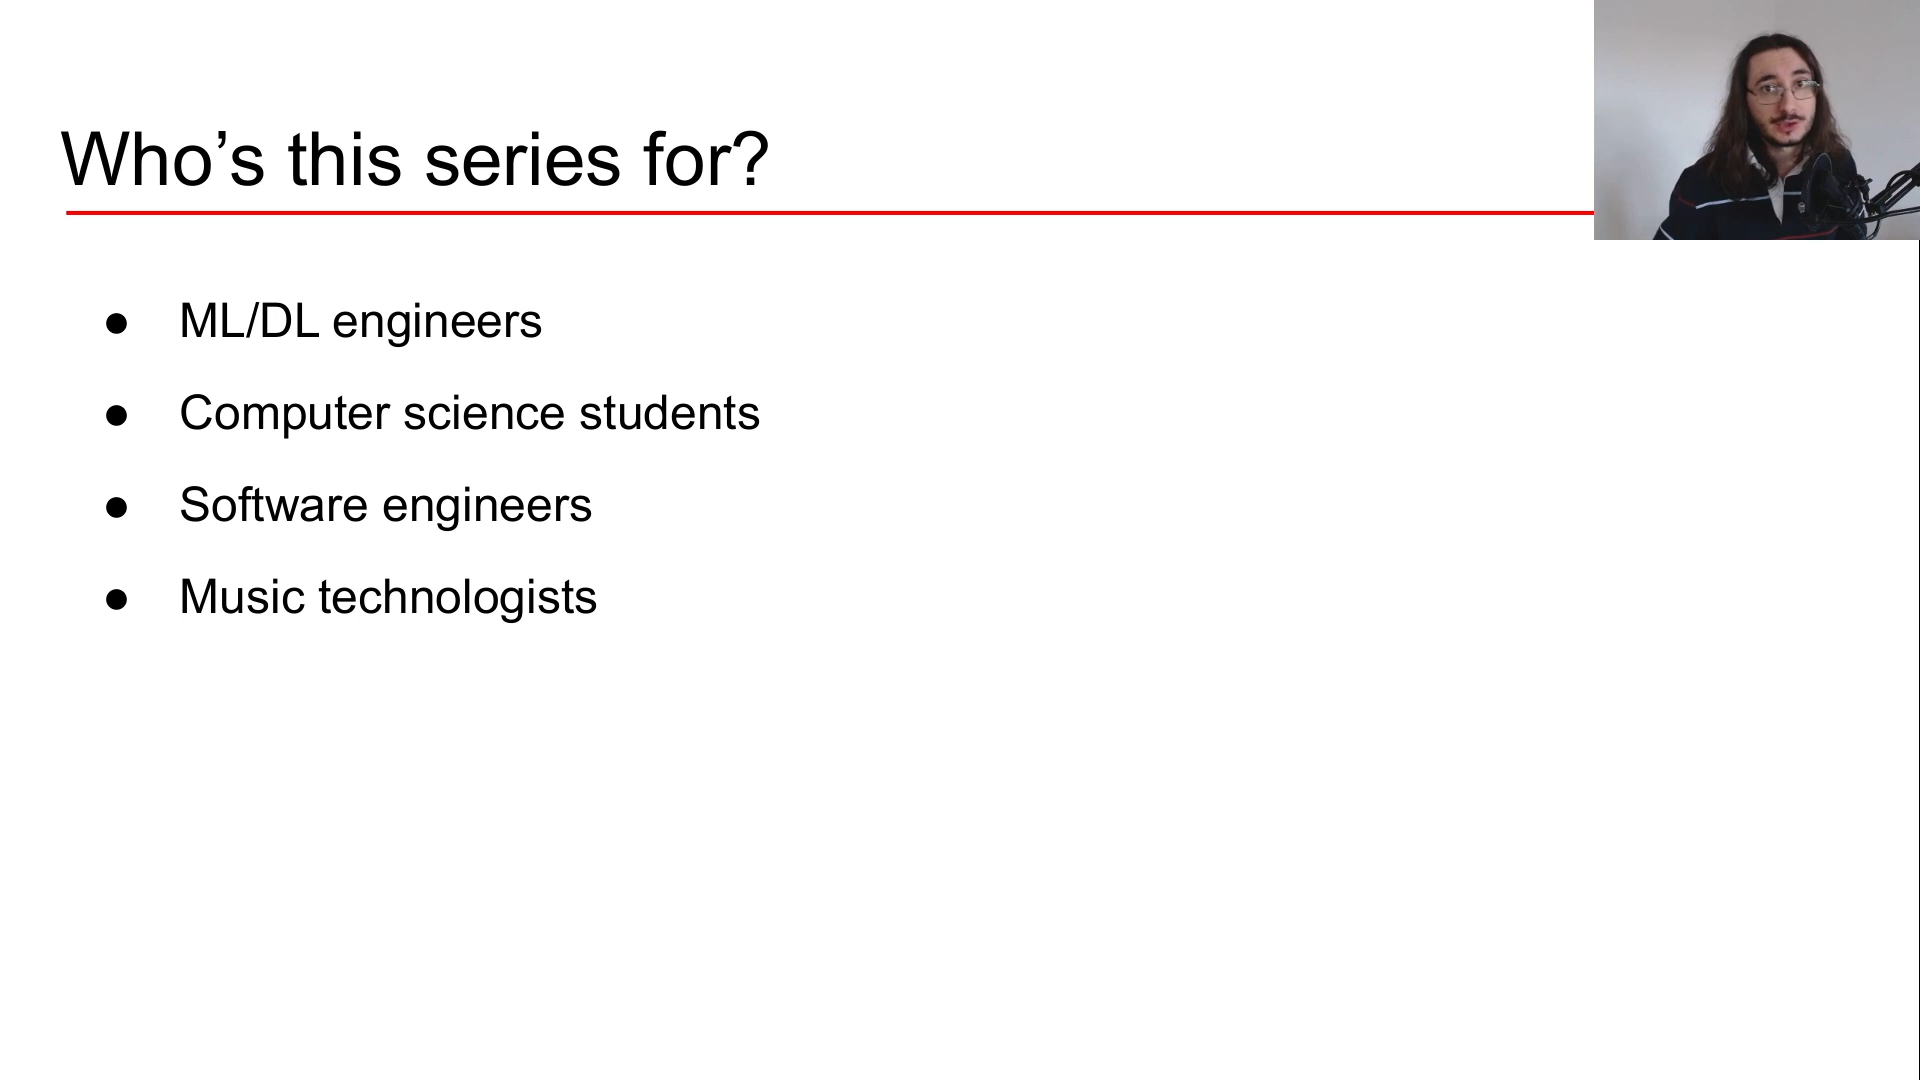 Who’s this series for?
● ML/DL engineers
● Computer science students
● Software engineers
● Music technologists